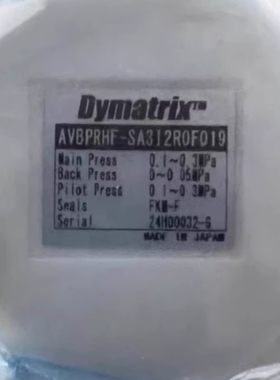 Dymatrix™
AVBPRHF-SA312R0F019
Main Press 0.1~0.3MPa
Back Press 0~0.05MPa
Pilot Press 0.1~0.3MPa
Seals FKM-F
Serial 24H00032-6
MADE IN JAPAN